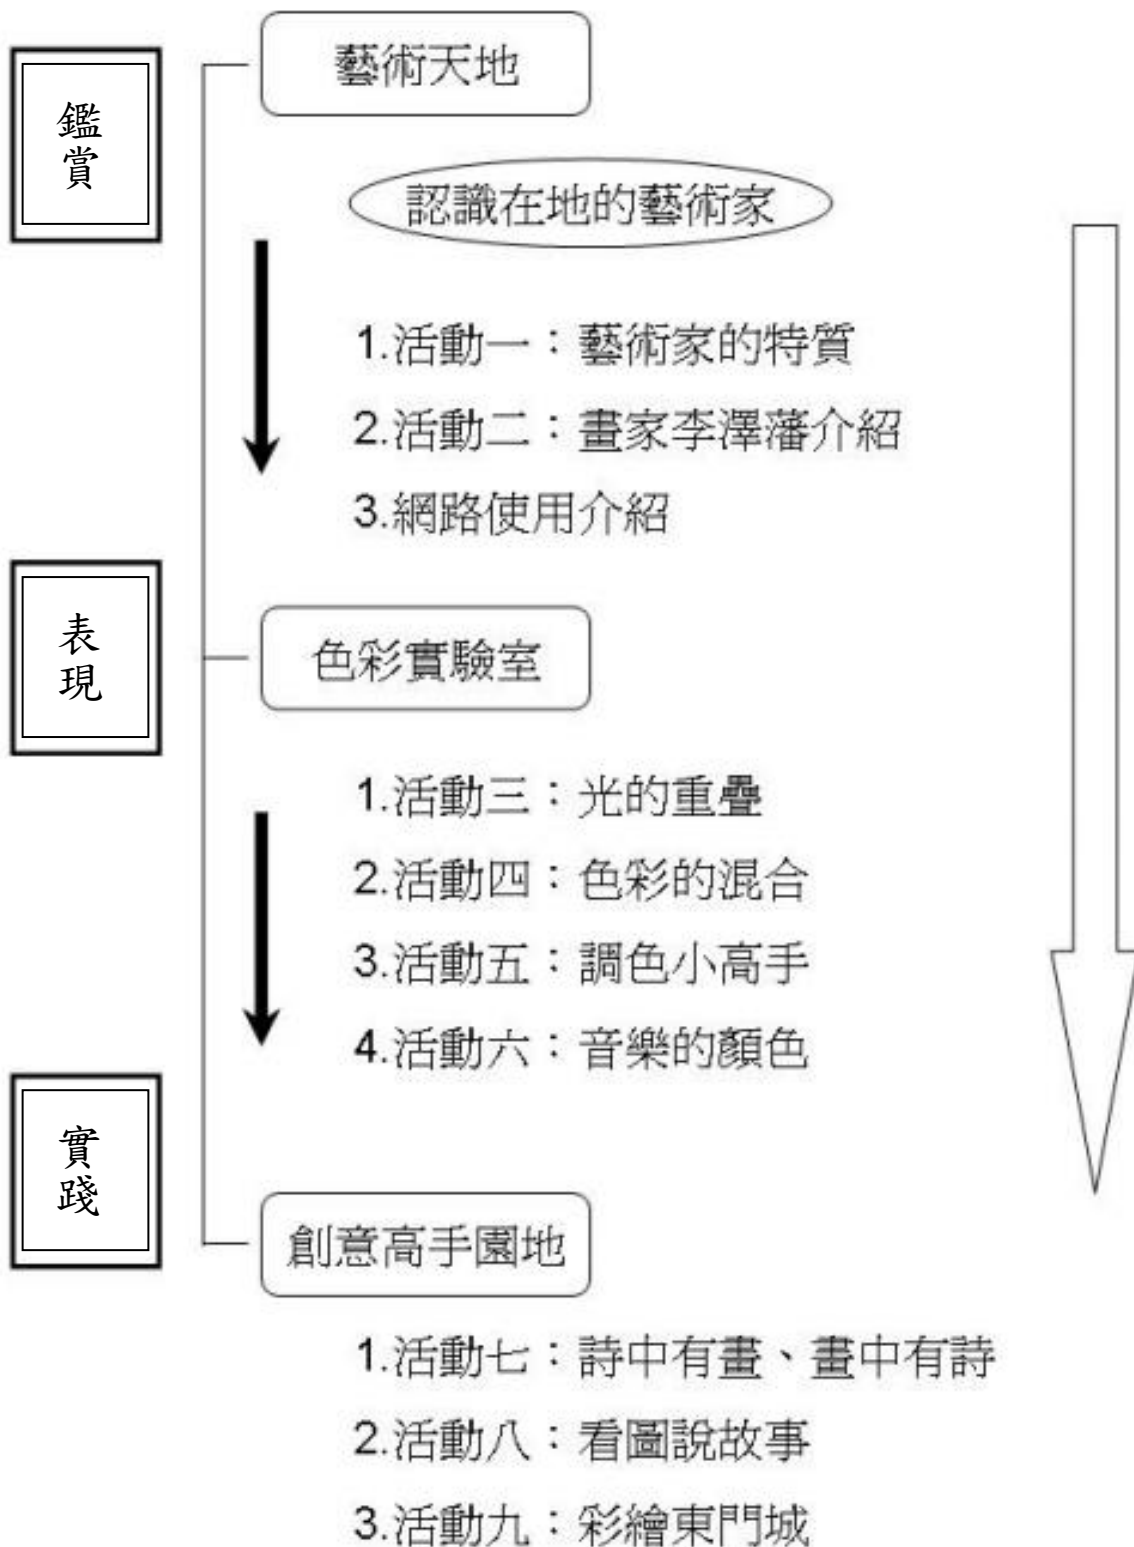 藝術天地
鑑賞
認識在地的藝術家
1.活動一：藝術家的特質
2.活動二：畫家李澤藩介紹
3.網路使用介紹
表現
色彩實驗室
1.活動三：光的重疊
2.活動四：色彩的混合
3.活動五：調色小高手
4.活動六：音樂的顏色
實踐
創意高手園地
1.活動七：詩中有畫、畫中有詩
2.活動八：看圖說故事
3.活動九：彩繪東門城